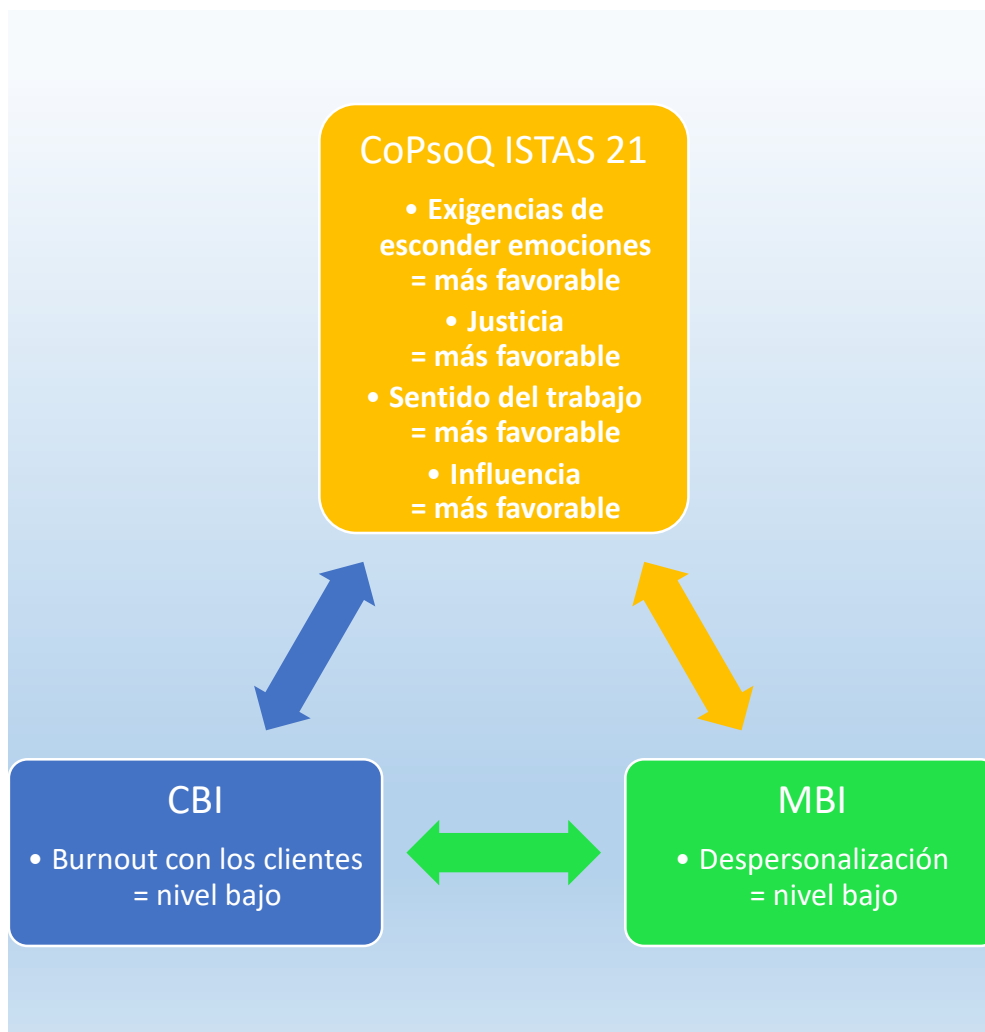 CoPsoQ ISTAS 21
• Exigencias de
esconder emociones
= más favorable
• Justicia
= más favorable
• Sentido del trabajo
= más favorable
• Influencia
= más favorable
CBI
• Burnout con los clientes
= nivel bajo
MBI
• Despersonalización
= nivel bajo